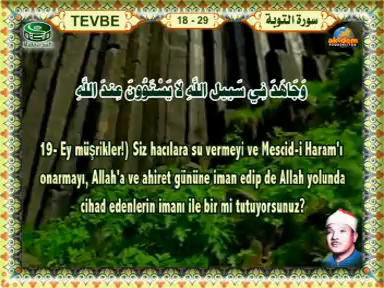 TEVBE
18 - 29
سورة التوبة
akademi
وَجَاهَدَ فِي سَبِيلِ اللَّهِ لَا يَسْتَوُونَ عِندَ اللَّهِ
19- Ey müşrikler!) Siz hacılara su vermeyi ve Mescid-i Haram'ı
onarmayı, Allah'a ve ahiret gününe iman edip de Allah yolunda
cihad edenlerin imanı ile bir mi tutuyorsunuz?